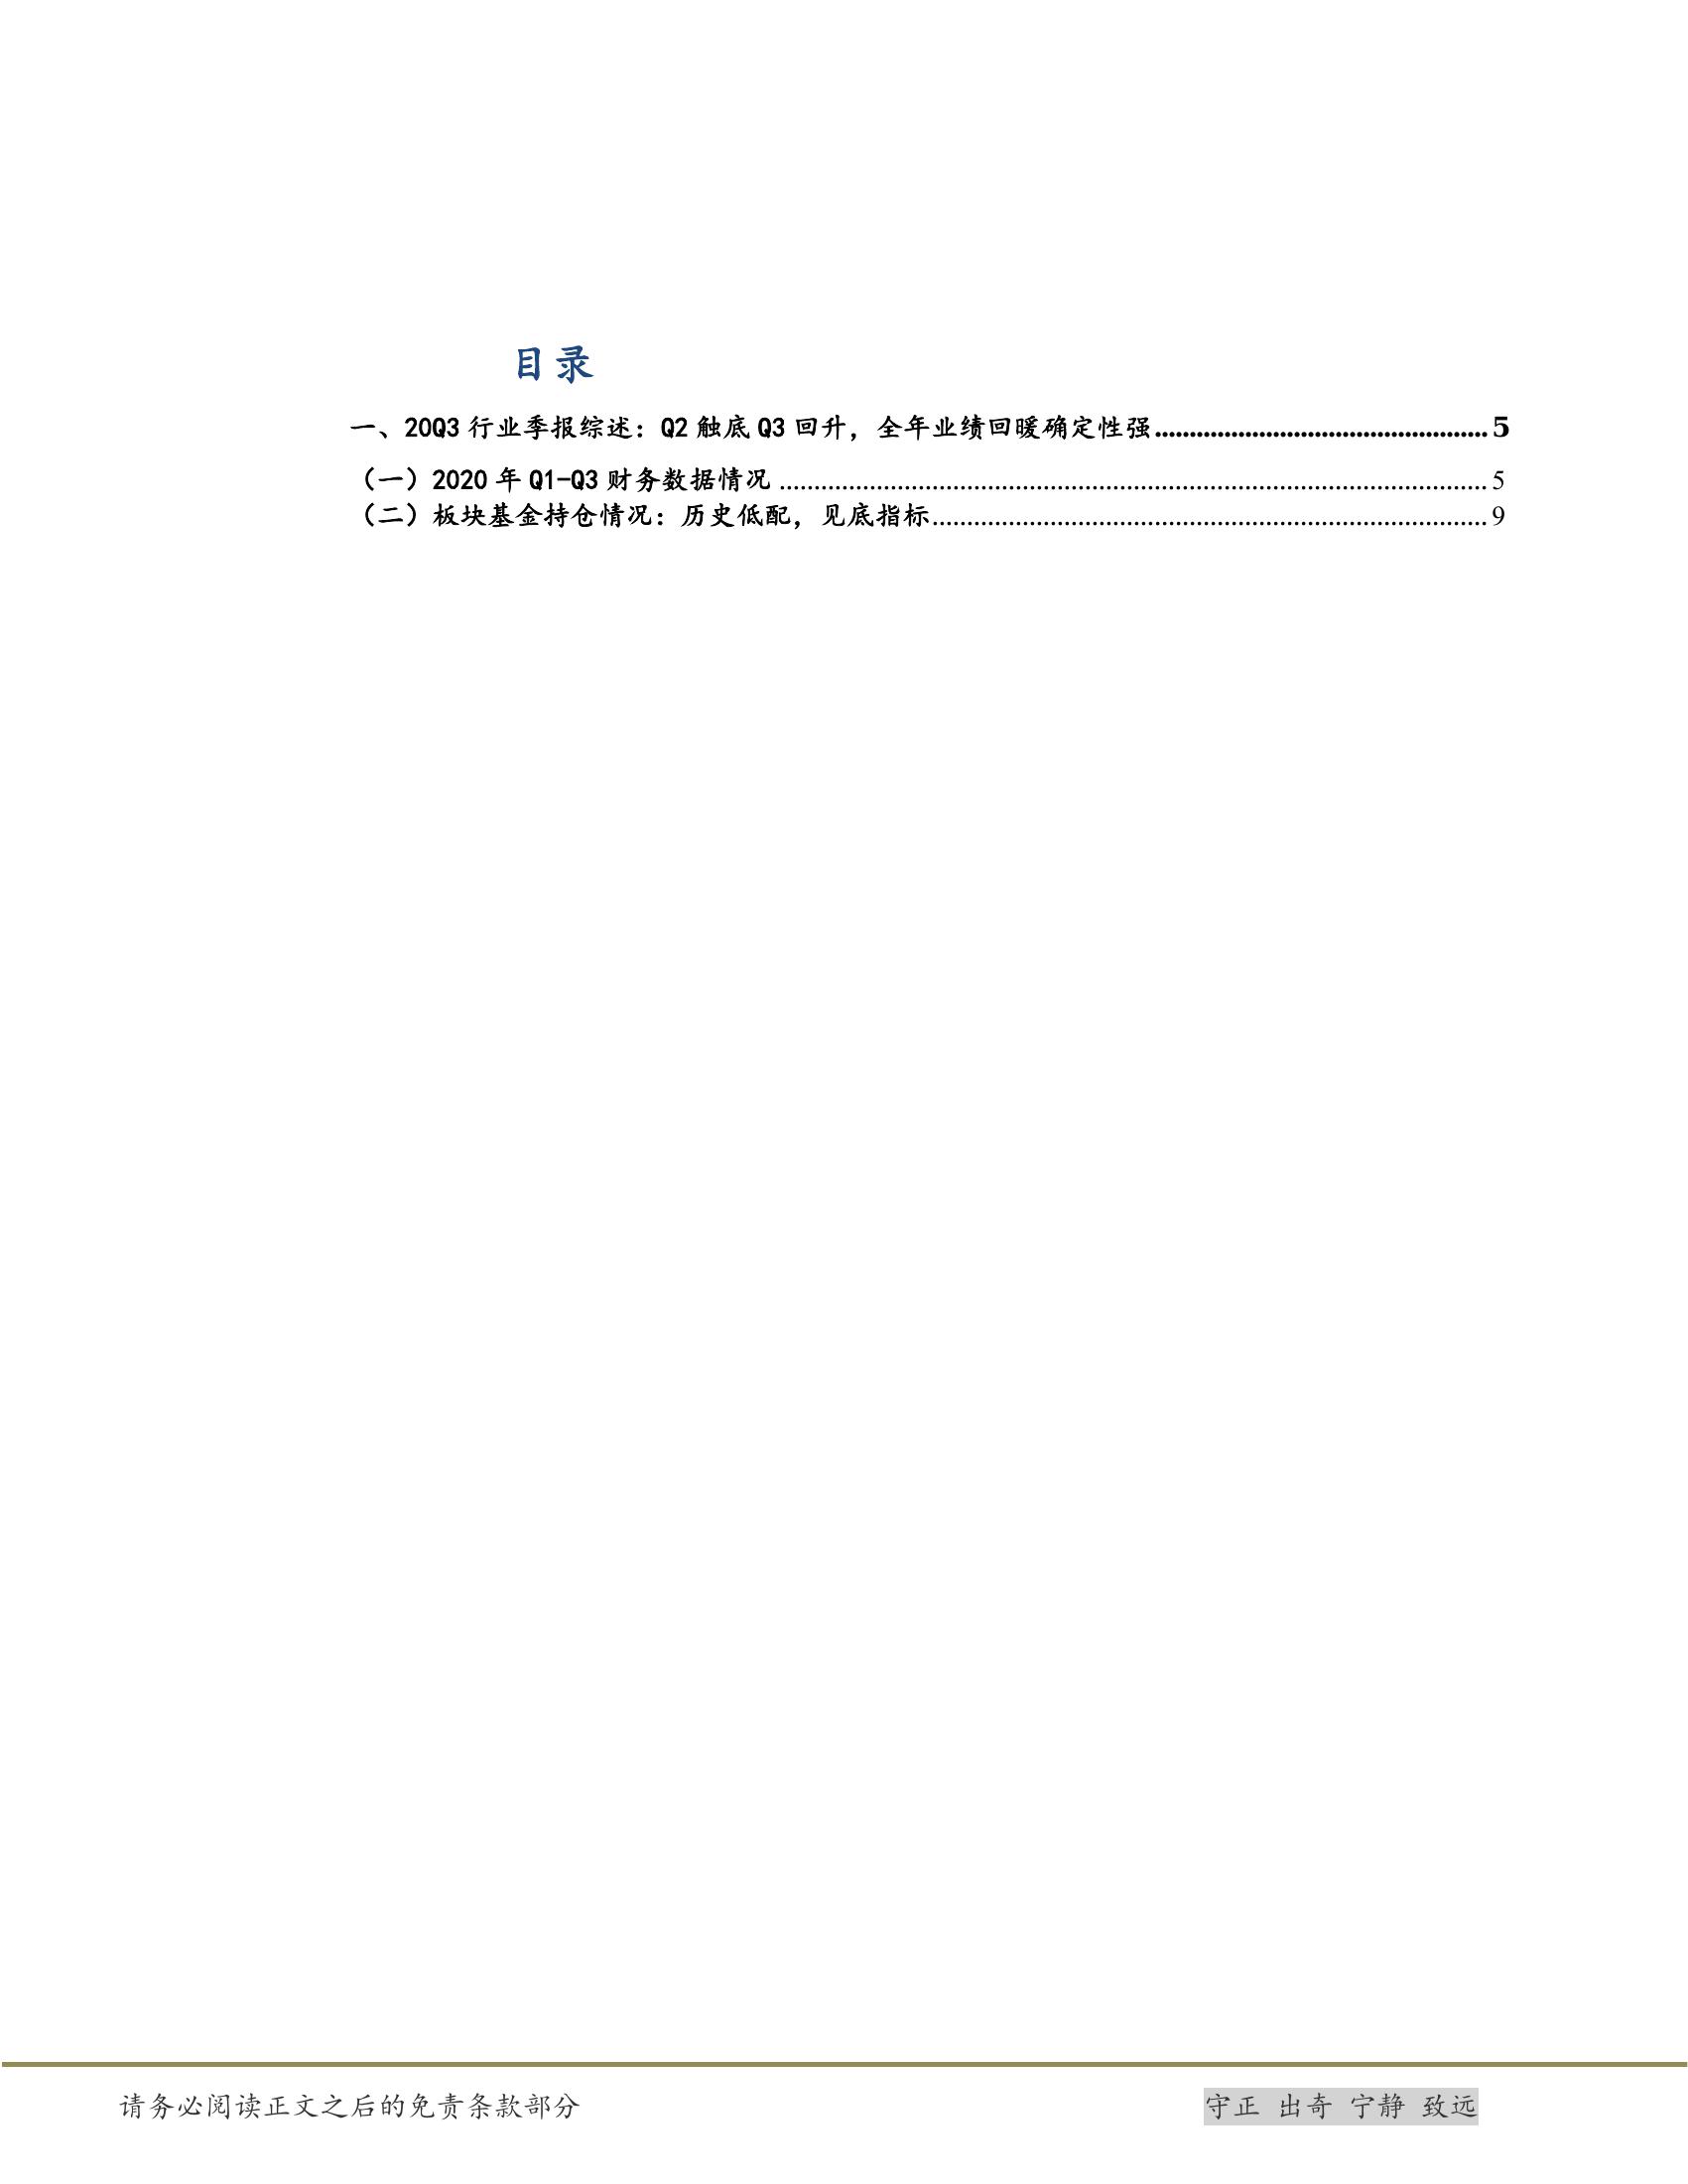 目录
一、20Q3 行业季报综述：Q2 触底 Q3 回升，全年业绩回暖确定性强................................................ 5
（一）2020 年 Q1-Q3 财务数据情况 ...................................................................................................... 5
（二）板块基金持仓情况：历史低配，见底指标................................................................................ 9
请务必阅读正文之后的免责条款部分
守正 出奇 宁静 致远